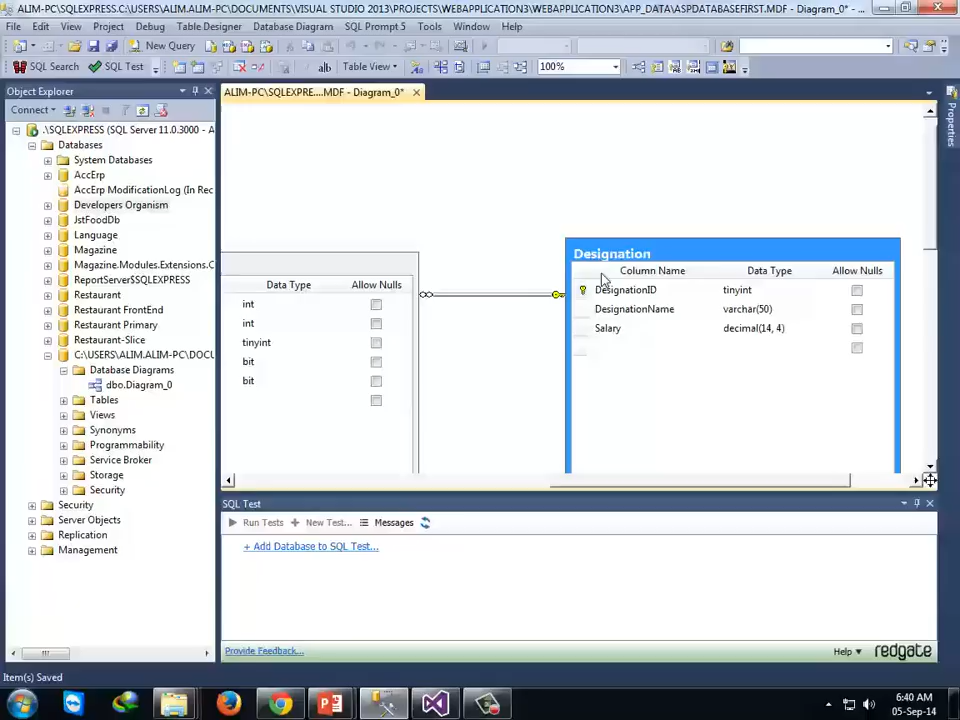 ALIM-PC\SQLEXPRESS.C:\USERS\ALIM.ALIM-PC\DOCUMENTS\VISUAL STUDIO 2013\PROJECTS\WEBAPPLICATION3\WEBAPPLICATION3\APP_DATA\ASPDATABASEFIRST.MDF - Diagram_0* - ...
File Edit View Project Debug Table Designer Database Diagram SQL Prompt 5 Tools Window Help
New Query
SQL Search SQL Test Table View 100%
Object Explorer
Connect
.\SQLEXPRESS (SQL Server 11.0.3000 - A
Databases
System Databases
AccErp
AccErp ModificationLog (In Rec
Developers Organism
JstFoodDb
Language
Magazine
Magazine.Modules.Extensions.C
ReportServer$SQLEXPRESS
Restaurant
Restaurant FrontEnd
Restaurant Primary
Restaurant-Slice
C:\USERS\ALIM.ALIM-PC\DOCU
Database Diagrams
dbo.Diagram_0
Tables
Views
Synonyms
Programmability
Service Broker
Storage
Security
Security
Server Objects
Replication
Management
ALIM-PC\SQLEXPRE....MDF - Diagram_0*
Data Type Allow Nulls
int
int
tinyint
bit
bit
Designation
Column Name Data Type Allow Nulls
DesignationID tinyint
DesignationName varchar(50)
Salary decimal(14, 4)
Properties
SQL Test
Run Tests New Test... Messages
+ Add Database to SQL Test...
Provide Feedback... Help redgate
Item(s) Saved
6:40 AM
05-Sep-14